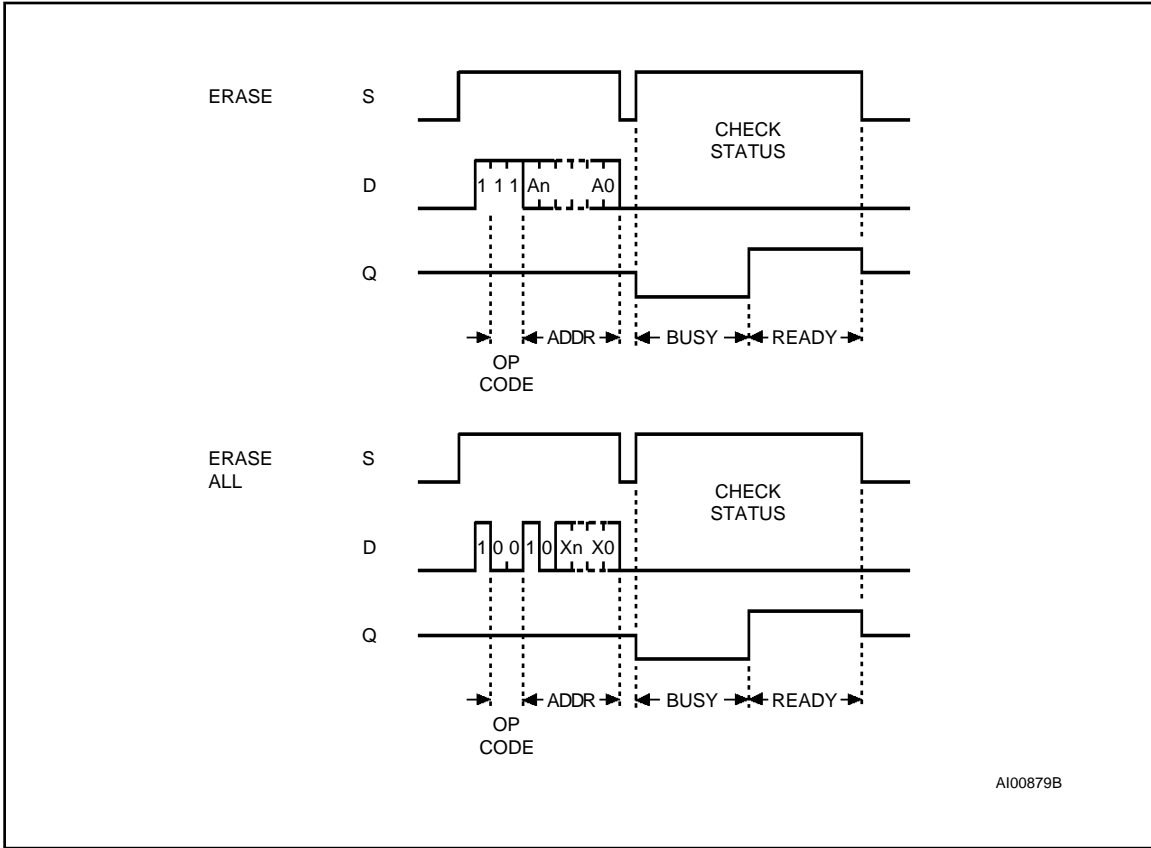 ERASE S
CHECK
STATUS
D 1 1 1 An A0
Q
ADDR BUSY READY
OP
CODE
ERASE
ALL
S
CHECK
STATUS
D 1 0 0 1 0 Xn X0
Q
ADDR BUSY READY
OP
CODE
AI00879B